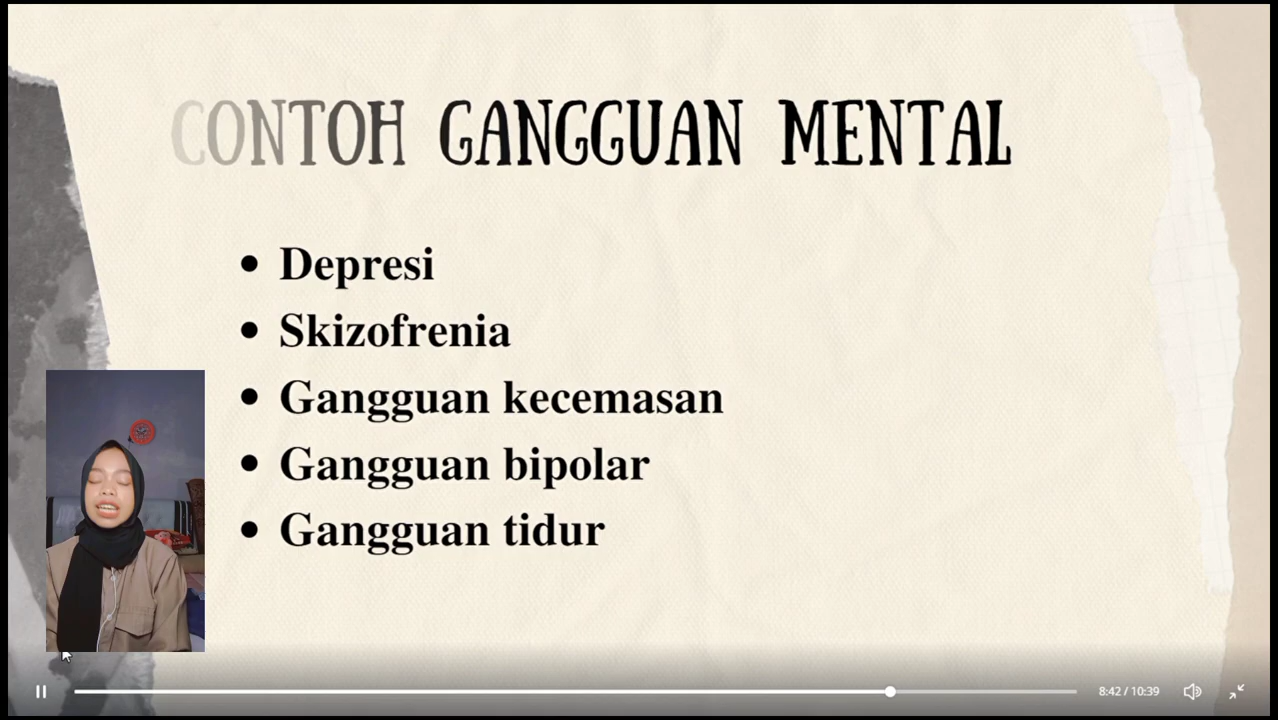 CONTOH GANGGUAN MENTAL
• Depresi
• Skizofrenia
• Gangguan kecemasan
• Gangguan bipolar
• Gangguan tidur
8:42 / 10:39